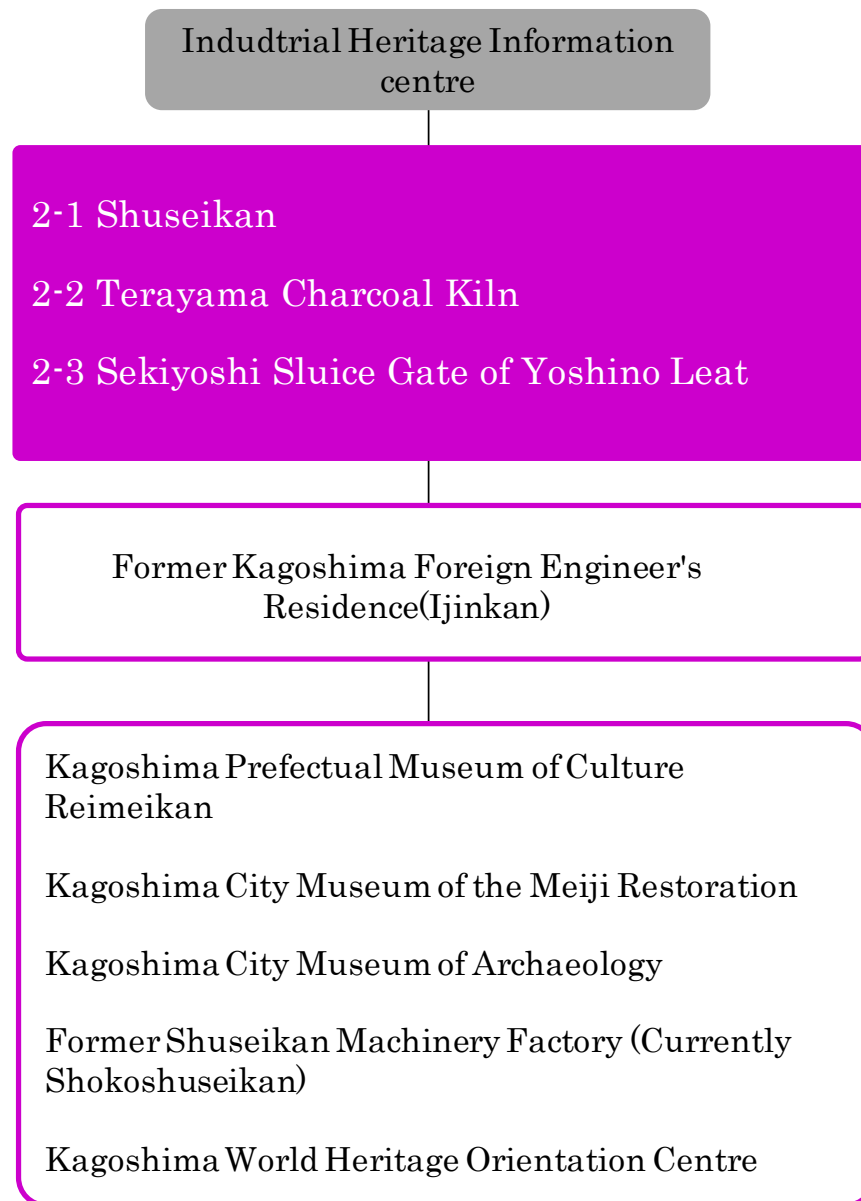 Indudtrial Heritage Information
centre
2-1 Shuseikan
2-2 Terayama Charcoal Kiln
2-3 Sekiyoshi Sluice Gate of Yoshino Leat
Former Kagoshima Foreign Engineer's
Residence(Ijinkan)
Kagoshima Prefectual Museum of Culture
Reimeikan
Kagoshima City Museum of the Meiji Restoration
Kagoshima City Museum of Archaeology
Former Shuseikan Machinery Factory (Currently
Shokoshuseikan)
Kagoshima World Heritage Orientation Centre